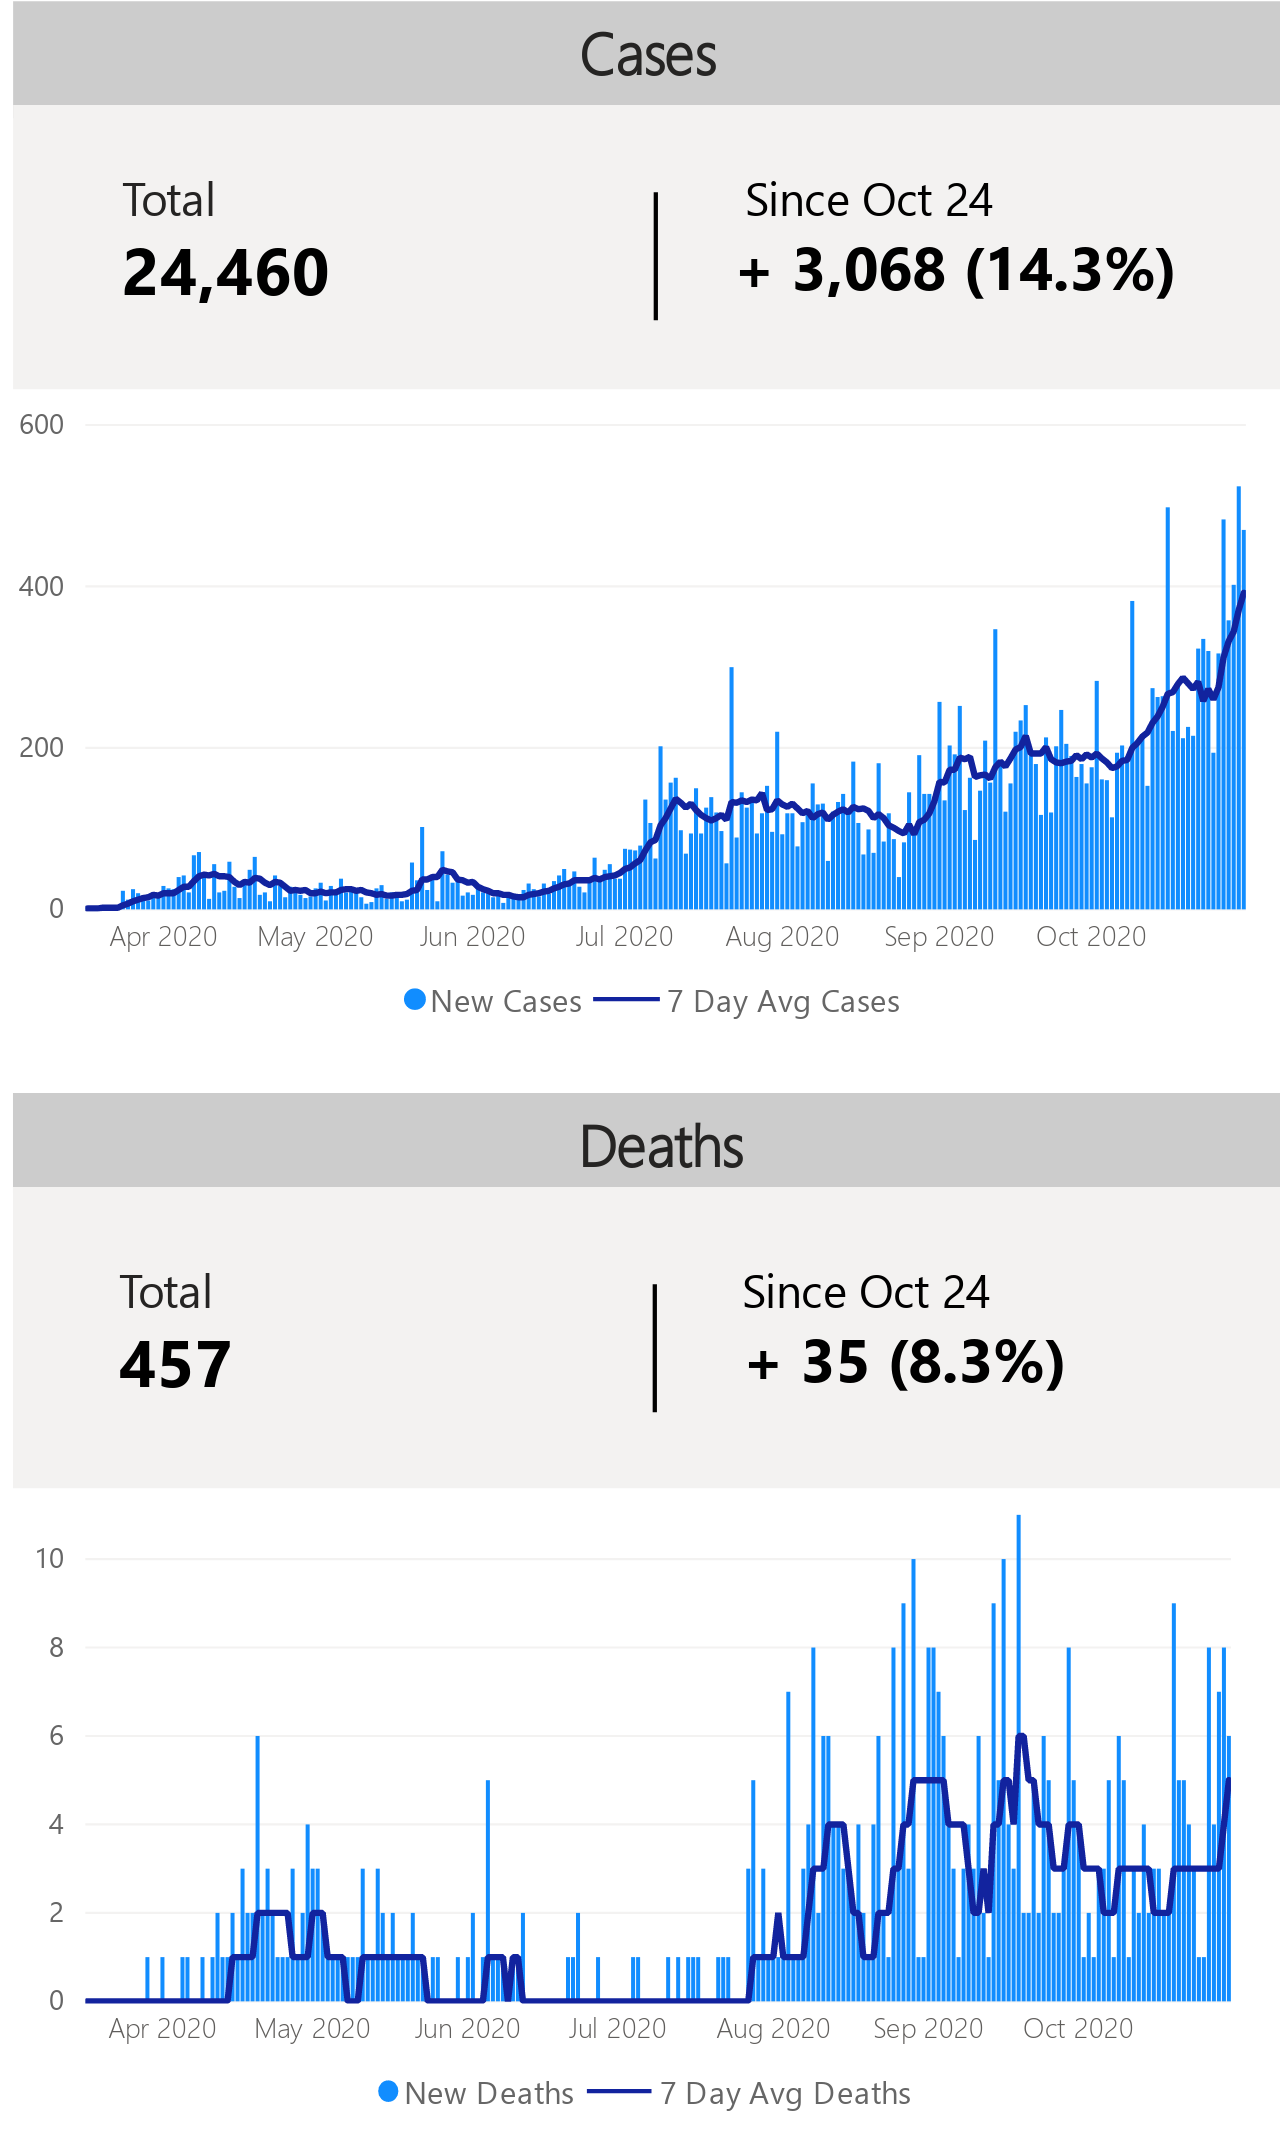 Cases
Total
Since Oct 24
24,460
+ 3,068 (14.3%)
600
400
200
0
Apr 2020 May 2020 Jun 2020 Jul 2020 Aug 2020 Sep 2020 Oct 2020
New Cases 7 Day Avg Cases
Deaths
Total
Since Oct 24
457
+ 35 (8.3%)
10
8
6
4
2
0
Apr 2020 May 2020 Jun 2020 Jul 2020 Aug 2020 Sep 2020 Oct 2020
New Deaths 7 Day Avg Deaths